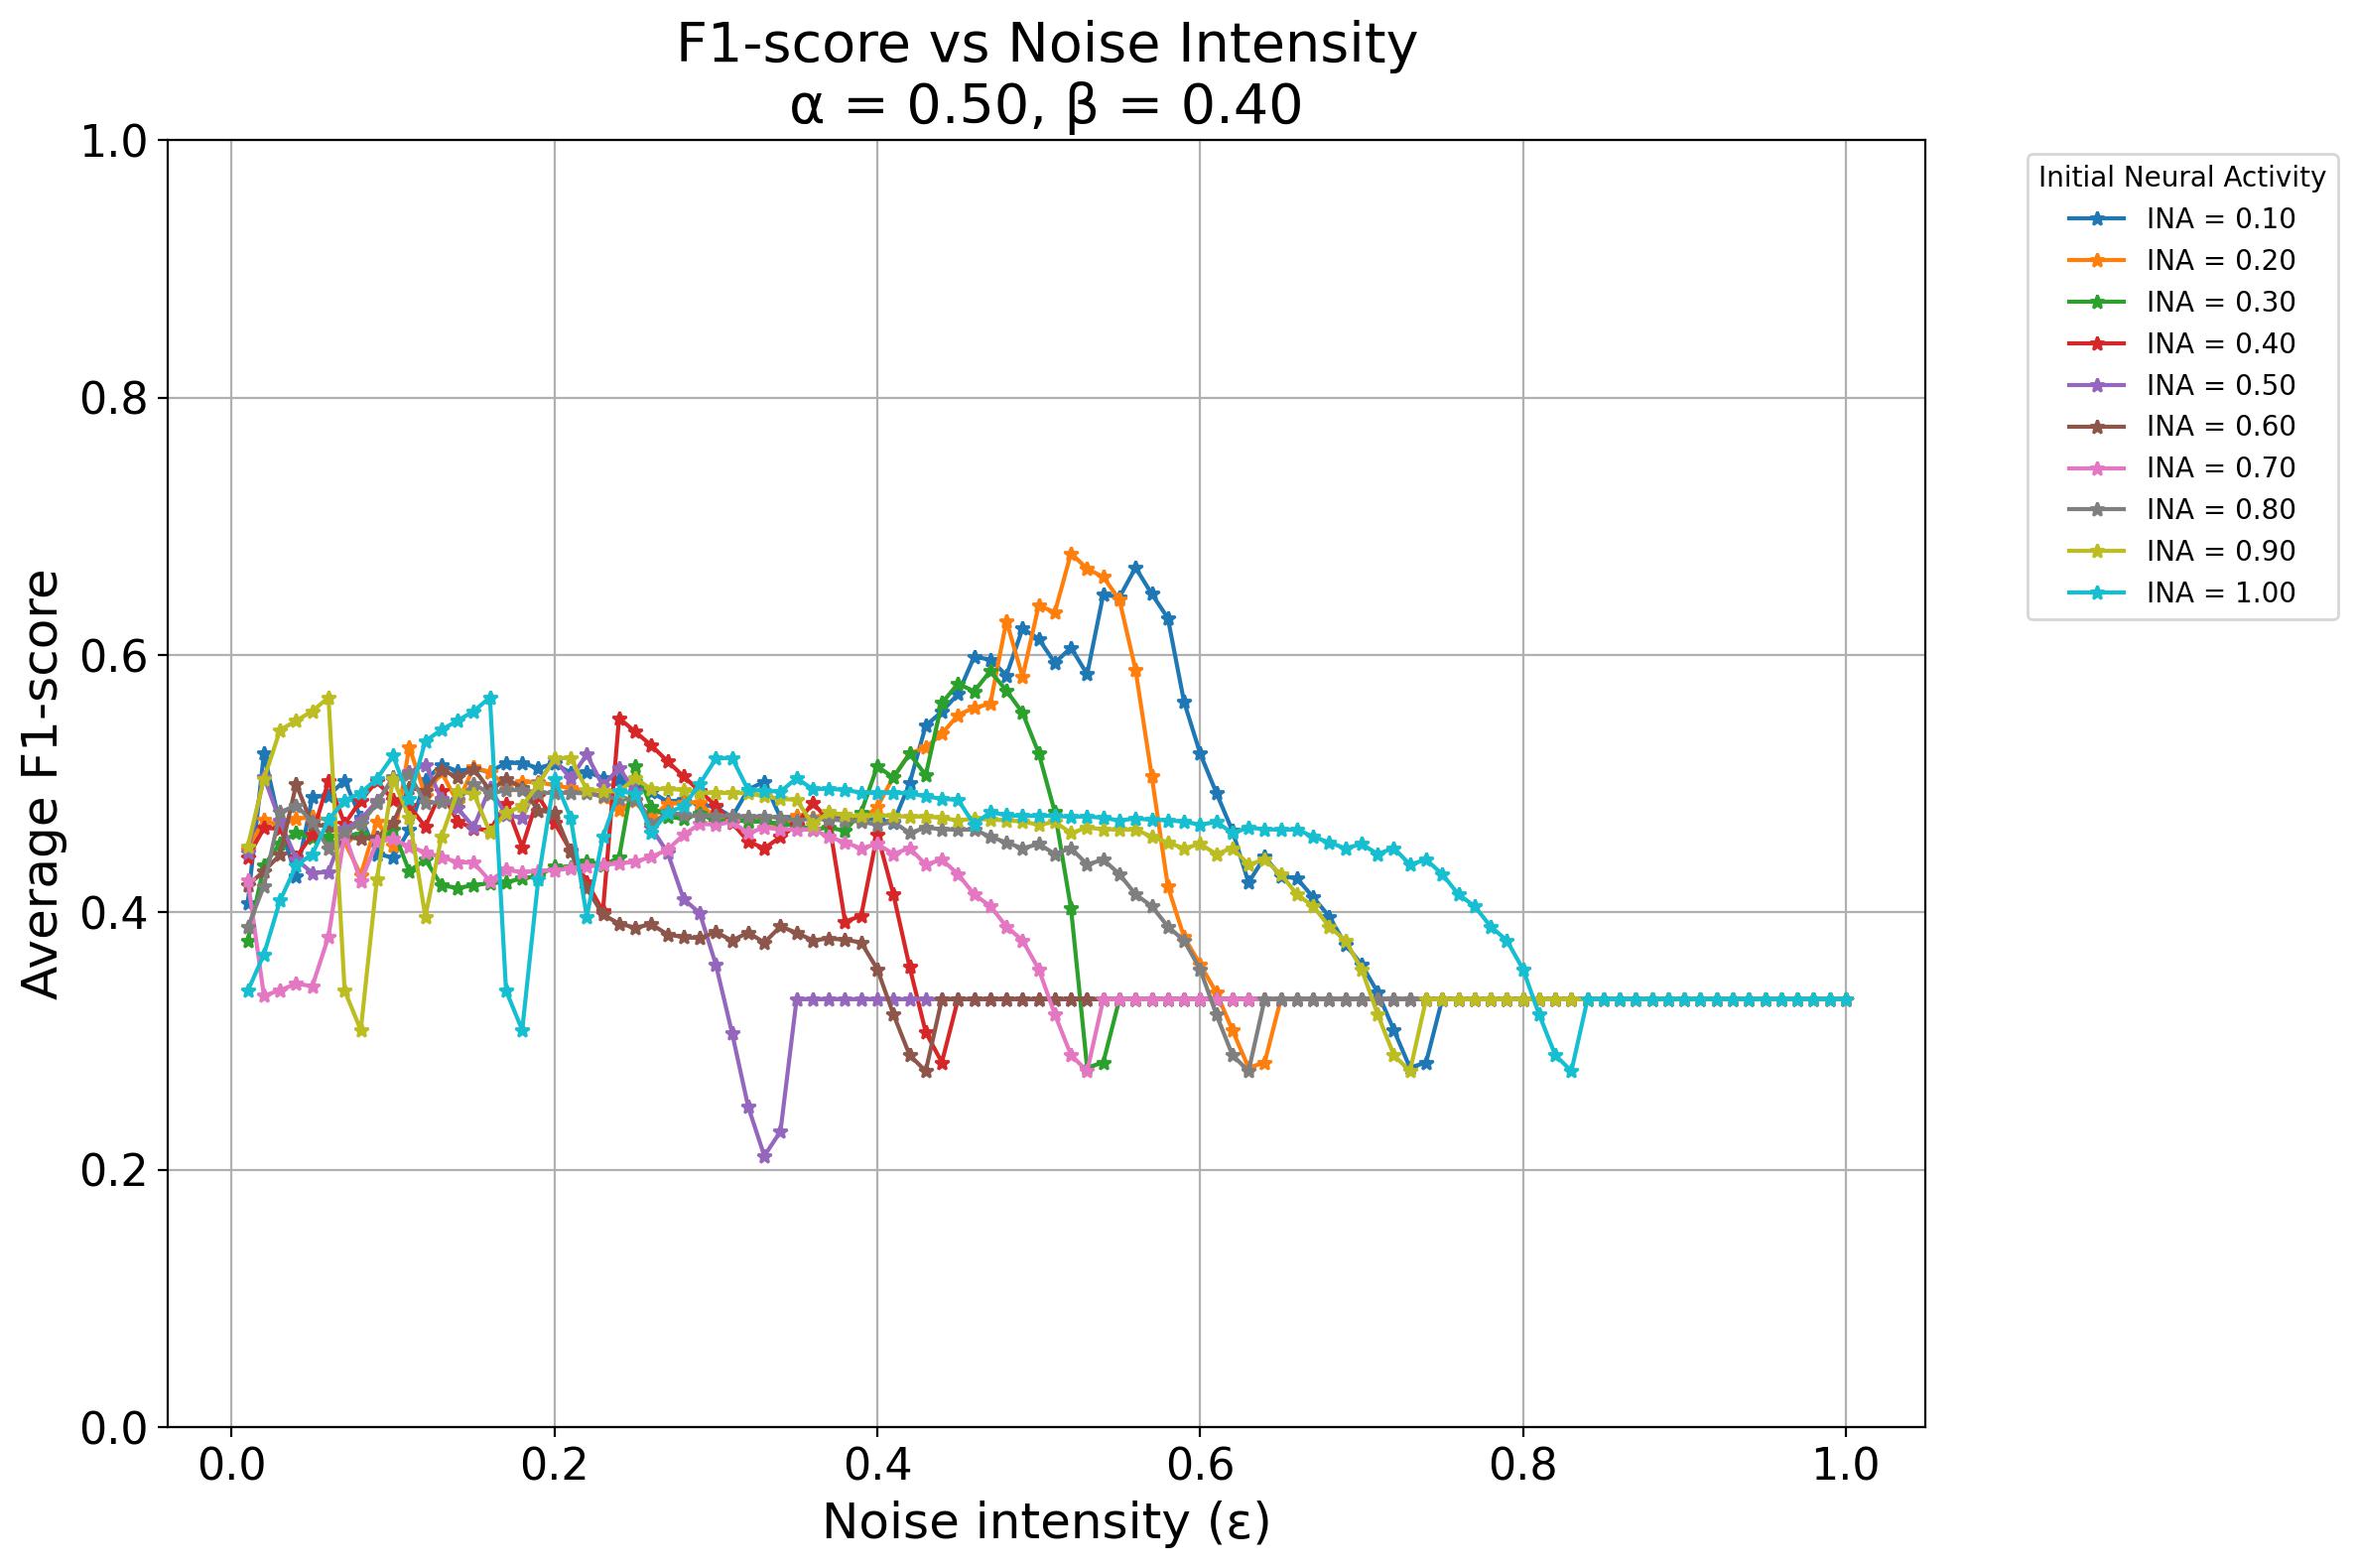 F1-score vs Noise Intensity
α = 0.50, β = 0.40
Average F1-score
1.0
0.8
0.6
0.4
0.2
0.0
0.0 0.2 0.4 0.6 0.8 1.0
Noise intensity (ε)
Initial Neural Activity
INA = 0.10
INA = 0.20
INA = 0.30
INA = 0.40
INA = 0.50
INA = 0.60
INA = 0.70
INA = 0.80
INA = 0.90
INA = 1.00